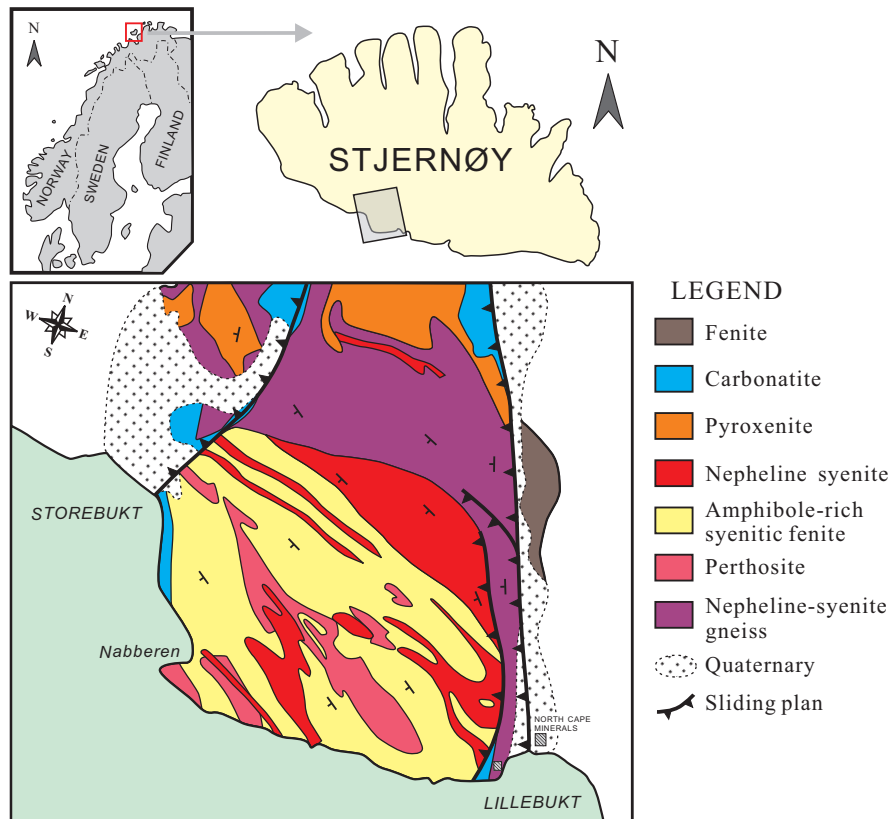 N
NORWAY
SWEDEN
FINLAND
N
STJERNØY
N
W
E
S
STOREBUKT
Nabberen
NORTH CAPE
MINERALS
LILLEBUKT
LEGEND
Fenite
Carbonatite
Pyroxenite
Nepheline syenite
Amphibole-rich
syenitic fenite
Perthosite
Nepheline-syenite
gneiss
Quaternary
Sliding plan